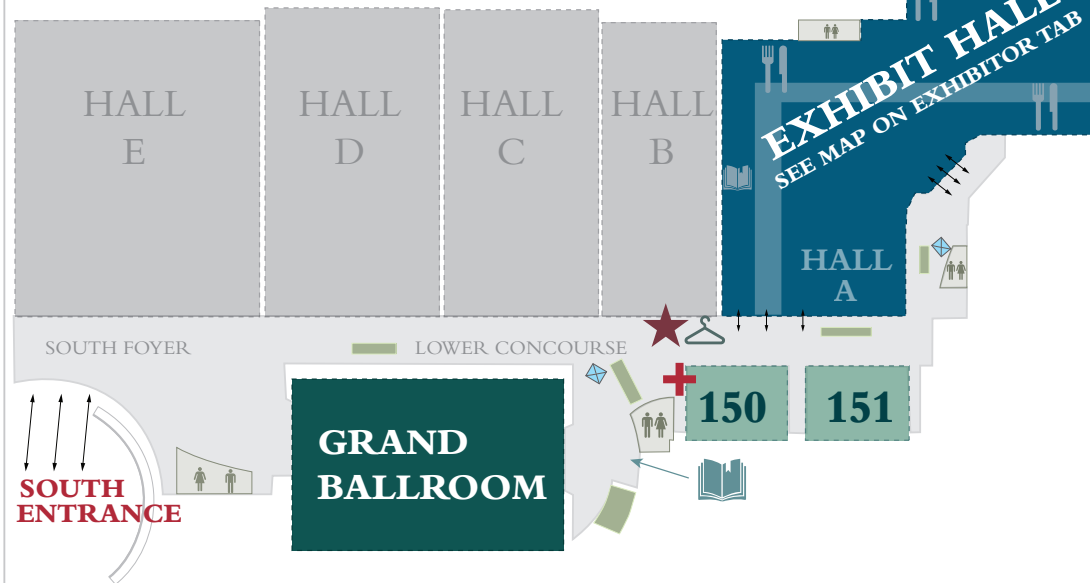 HALL
E
HALL
D
HALL
C
HALL
B
EXHIBIT HALL
SEE MAP ON EXHIBITOR TAB
HALL
A
SOUTH FOYER
LOWER CONCOURSE
150
151
GRAND
BALLROOM
SOUTH
ENTRANCE